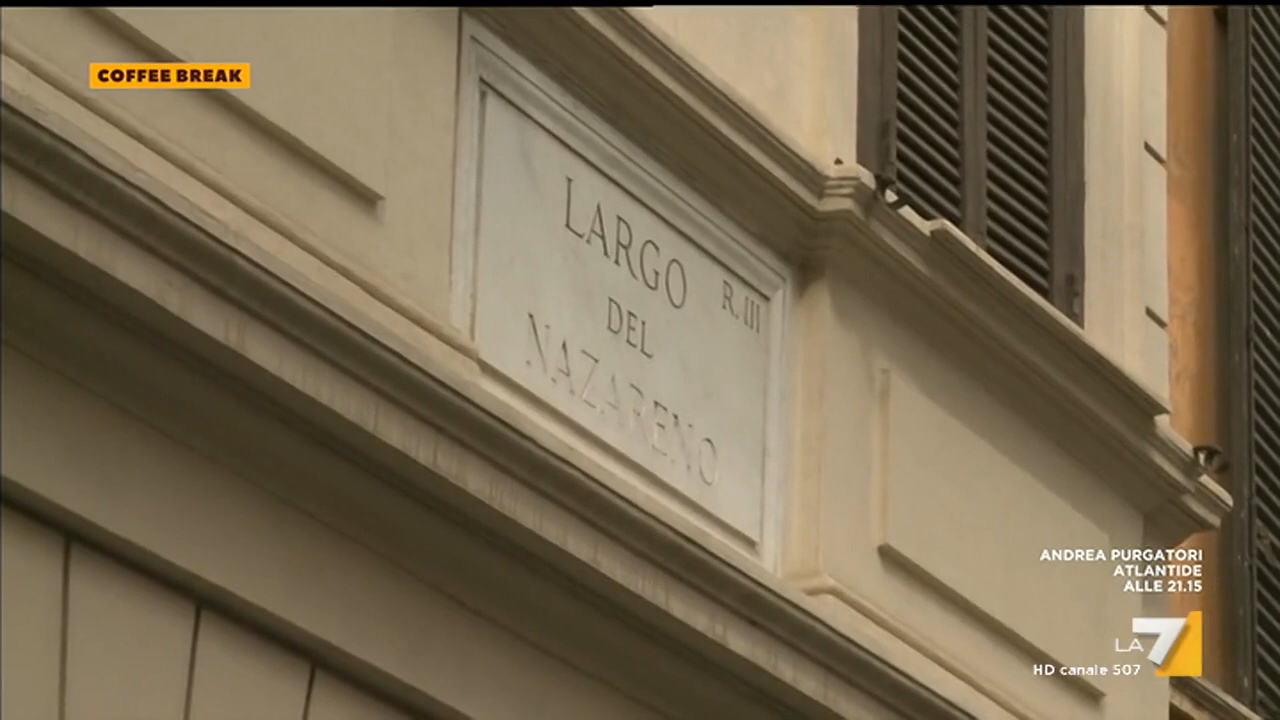 COFFEE BREAK
LARGO
R. III
DEL
NAZARENO
ANDREA PURGATORI
ATLANTIDE
ALLE 21.15
LA7
HD canale 507